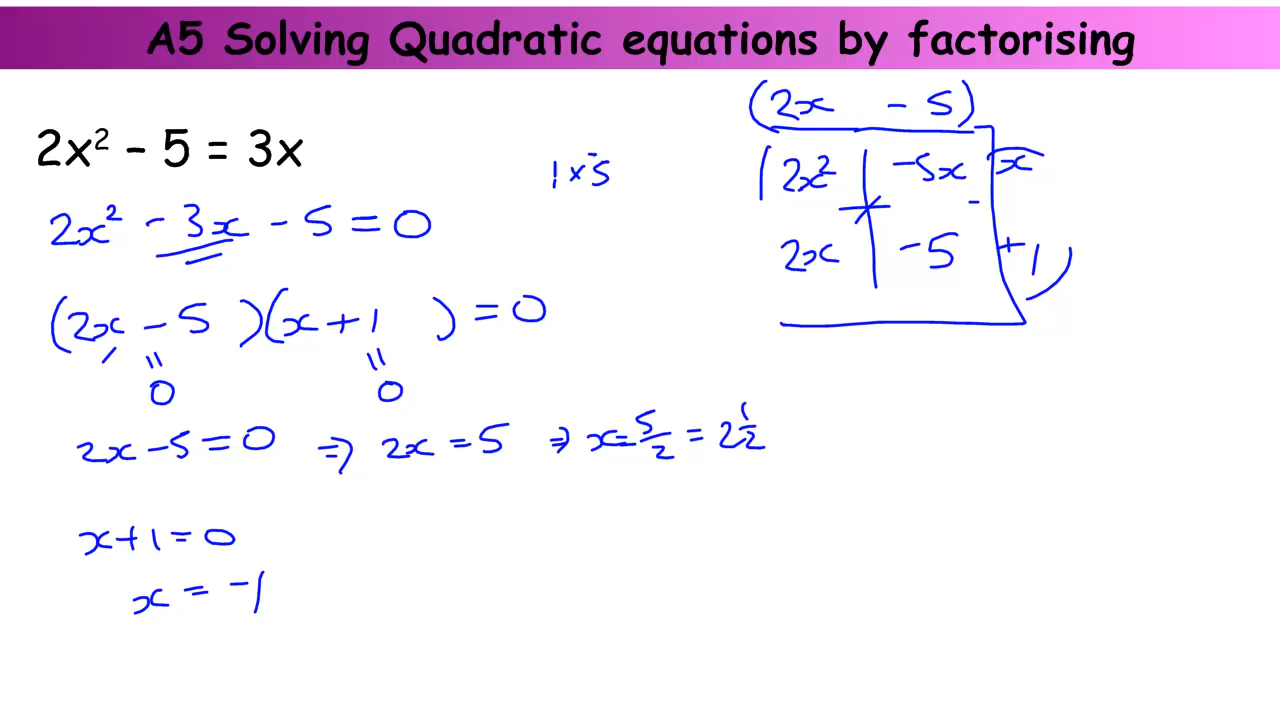 A5 Solving Quadratic equations by factorising
2x² - 5 = 3x
2x² - 3x - 5 = 0
(2x - 5)(x + 1) = 0
= 0 = 0
2x - 5 = 0 ⇒ 2x = 5 ⇒ x = 5/2 = 2 1/2
x + 1 = 0
x = -1
1 x -5
(2x - 5)
2x² -5x x
2x -5 + 1)